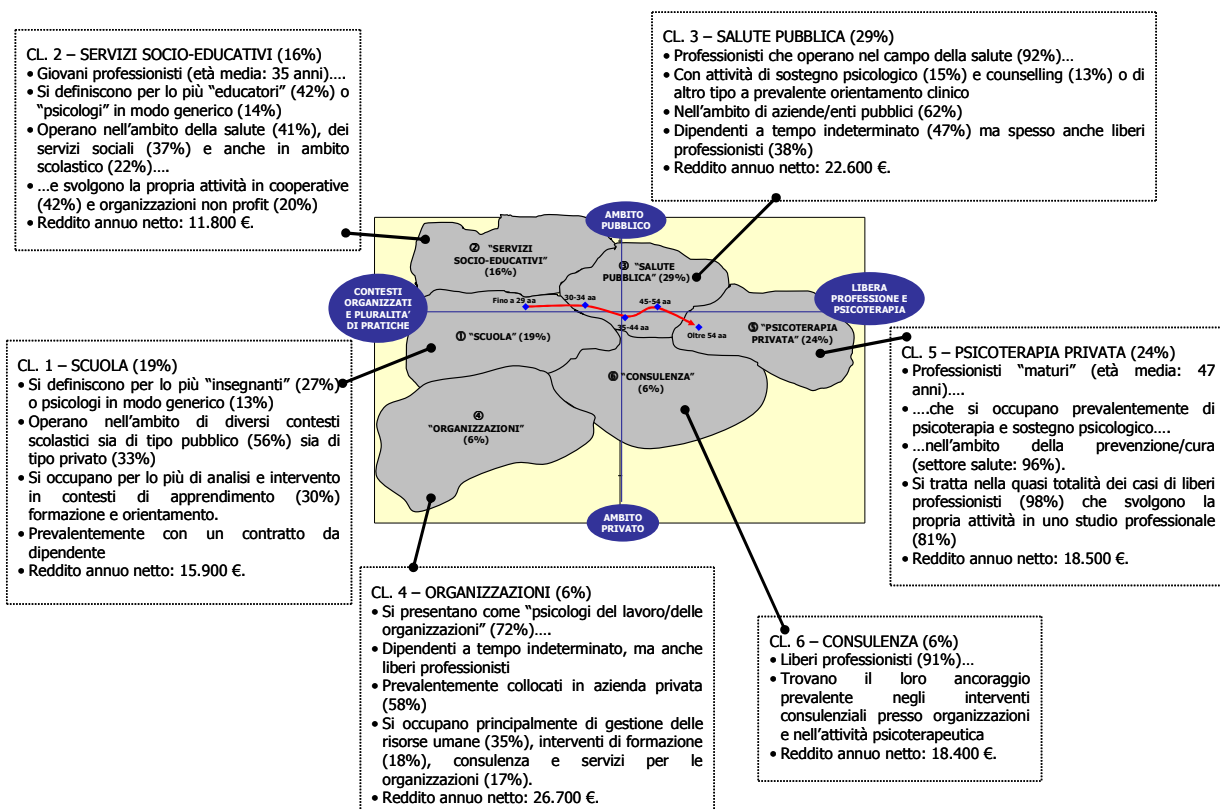 CL. 2 – SERVIZI SOCIO-EDUCATIVI (16%)
• Giovani professionisti (età media: 35 anni)....
• Si definiscono per lo più “educatori” (42%) o
“psicologi” in modo generico (14%)
• Operano nell’ambito della salute (41%), dei
servizi sociali (37%) e anche in ambito
scolastico (22%)....
• ...e svolgono la propria attività in cooperative
(42%) e organizzazioni non profit (20%)
• Reddito annuo netto: 11.800 €.
CL. 3 – SALUTE PUBBLICA (29%)
• Professionisti che operano nel campo della salute (92%)...
• Con attività di sostegno psicologico (15%) e counselling (13%) o di
altro tipo a prevalente orientamento clinico
• Nell’ambito di aziende/enti pubblici (62%)
• Dipendenti a tempo indeterminato (47%) ma spesso anche liberi
professionisti (38%)
• Reddito annuo netto: 22.600 €.
AMBITO
PUBBLICO
② “SERVIZI
SOCIO-EDUCATIVI”
(16%)
③ “SALUTE
PUBBLICA” (29%)
CONTESTI
ORGANIZZATI
E PLURALITA’
DI PRATICHE
LIBERA
PROFESSIONE E
PSICOTERAPIA
Fino a 29 aa
30-34 aa
35-44 aa
45-54 aa
Oltre 54 aa
① “SCUOLA” (19%)
⑤ “PSICOTERAPIA
PRIVATA” (24%)
⑥ “CONSULENZA”
(6%)
④
“ORGANIZZAZIONI”
(6%)
AMBITO
PRIVATO
CL. 1 – SCUOLA (19%)
• Si definiscono per lo più “insegnanti” (27%)
o psicologi in modo generico (13%)
• Operano nell’ambito di diversi contesti
scolastici sia di tipo pubblico (56%) sia di
tipo privato (33%)
• Si occupano per lo più di analisi e intervento
in contesti di apprendimento (30%)
formazione e orientamento.
• Prevalentemente con un contratto da
dipendente
• Reddito annuo netto: 15.900 €.
CL. 5 – PSICOTERAPIA PRIVATA (24%)
• Professionisti “maturi” (età media: 47
anni)....
• ....che si occupano prevalentemente di
psicoterapia e sostegno psicologico....
• ...nell’ambito della prevenzione/cura
(settore salute: 96%).
• Si tratta nella quasi totalità dei casi di liberi
professionisti (98%) che svolgono la
propria attività in uno studio professionale
(81%)
• Reddito annuo netto: 18.500 €.
CL. 4 – ORGANIZZAZIONI (6%)
• Si presentano come “psicologi del lavoro/delle
organizzazioni” (72%)....
• Dipendenti a tempo indeterminato, ma anche
liberi professionisti
• Prevalentemente collocati in azienda privata
(58%)
• Si occupano principalmente di gestione delle
risorse umane (35%), interventi di formazione
(18%), consulenza e servizi per le
organizzazioni (17%).
• Reddito annuo netto: 26.700 €.
CL. 6 – CONSULENZA (6%)
• Liberi professionisti (91%)...
• Trovano il loro ancoraggio
prevalente negli interventi
consulenziali presso organizzazioni
e nell’attività psicoterapeutica
• Reddito annuo netto: 18.400 €.